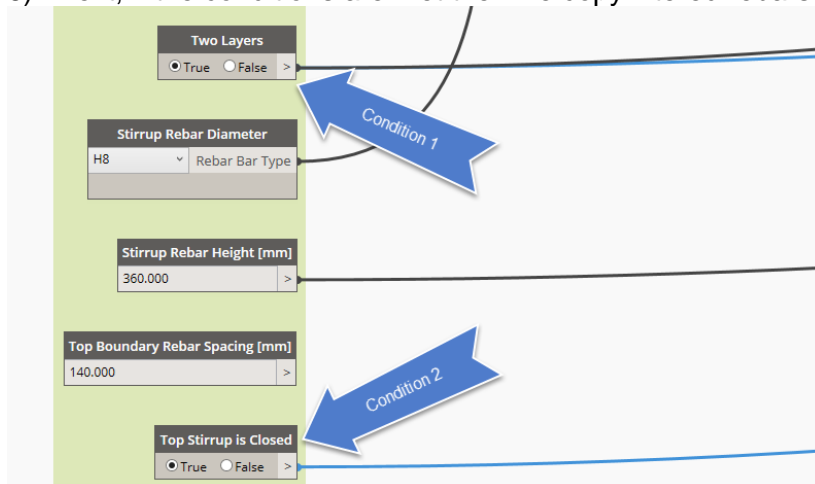 Two Layers
True False >
Condition 1
Stirrup Rebar Diameter
H8 Rebar Bar Type
Stirrup Rebar Height [mm]
360.000 >
Top Boundary Rebar Spacing [mm]
140.000 >
Condition 2
Top Stirrup is Closed
True False >